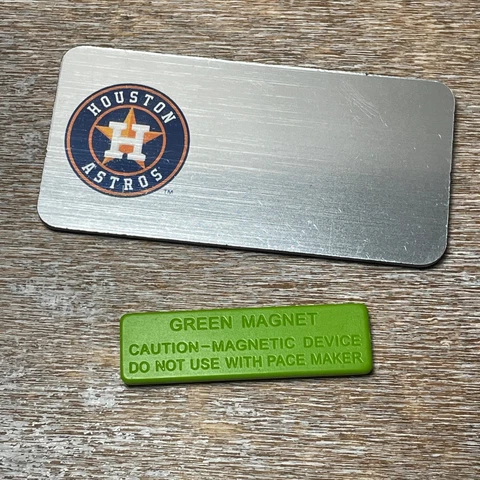 HOUSTON
H
ASTROS
TM
GREEN MAGNET
CAUTION-MAGNETIC DEVICE
DO NOT USE WITH PACE MAKER